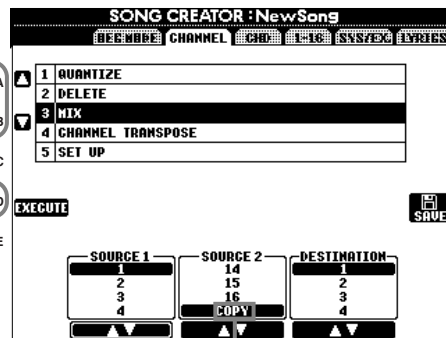 SONG CREATOR : NewSong
REC MODE CHANNEL CHD 1-16 SYS/EX. LYRICS
A
1 QUANTIZE
2 DELETE
B
3 MIX
4 CHANNEL TRANSPOSE
C
5 SET UP
D
EXECUTE
SAVE
E
SOURCE 1 SOURCE 2 DESTINATION
1 14 1
2 15 2
3 16 3
4 COPY 4